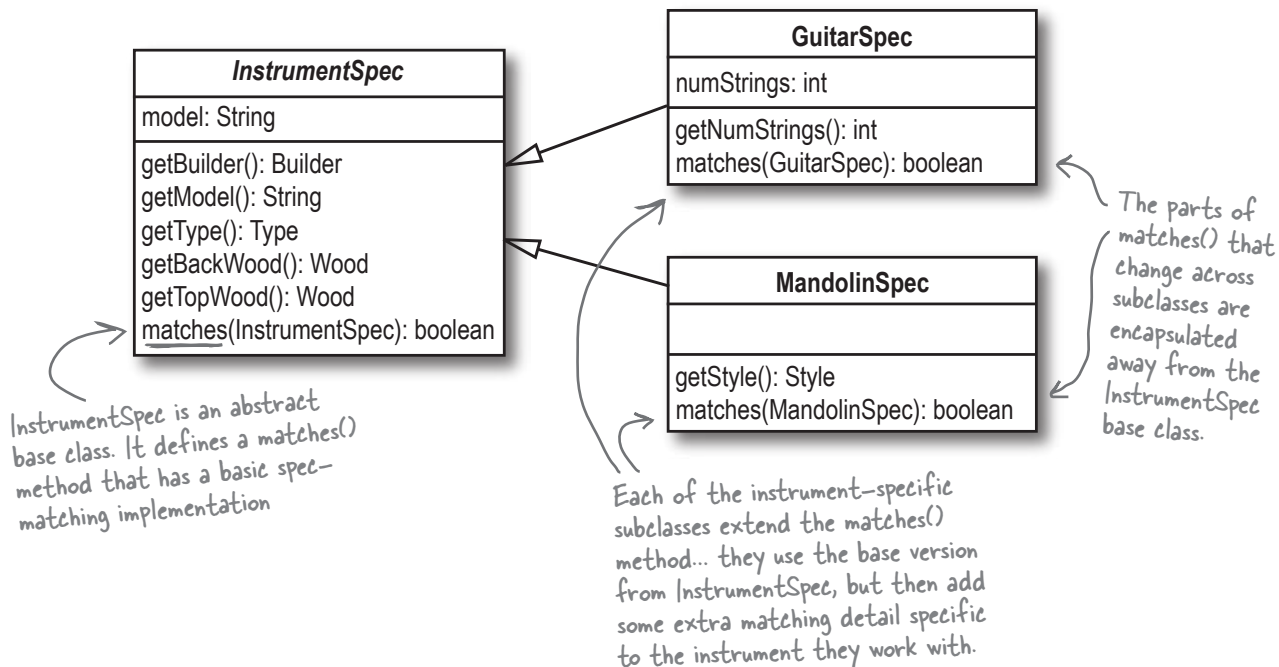 InstrumentSpec
model: String
getBuilder(): Builder
getModel(): String
getType(): Type
getBackWood(): Wood
getTopWood(): Wood
matches(InstrumentSpec): boolean
InstrumentSpec is an abstract
base class. It defines a matches()
method that has a basic spec-
matching implementation
GuitarSpec
numStrings: int
getNumStrings(): int
matches(GuitarSpec): boolean
MandolinSpec
getStyle(): Style
matches(MandolinSpec): boolean
The parts of
matches() that
change across
subclasses are
encapsulated
away from the
InstrumentSpec
base class.
Each of the instrument-specific
subclasses extend the matches()
method... they use the base version
from InstrumentSpec, but then add
some extra matching detail specific
to the instrument they work with.